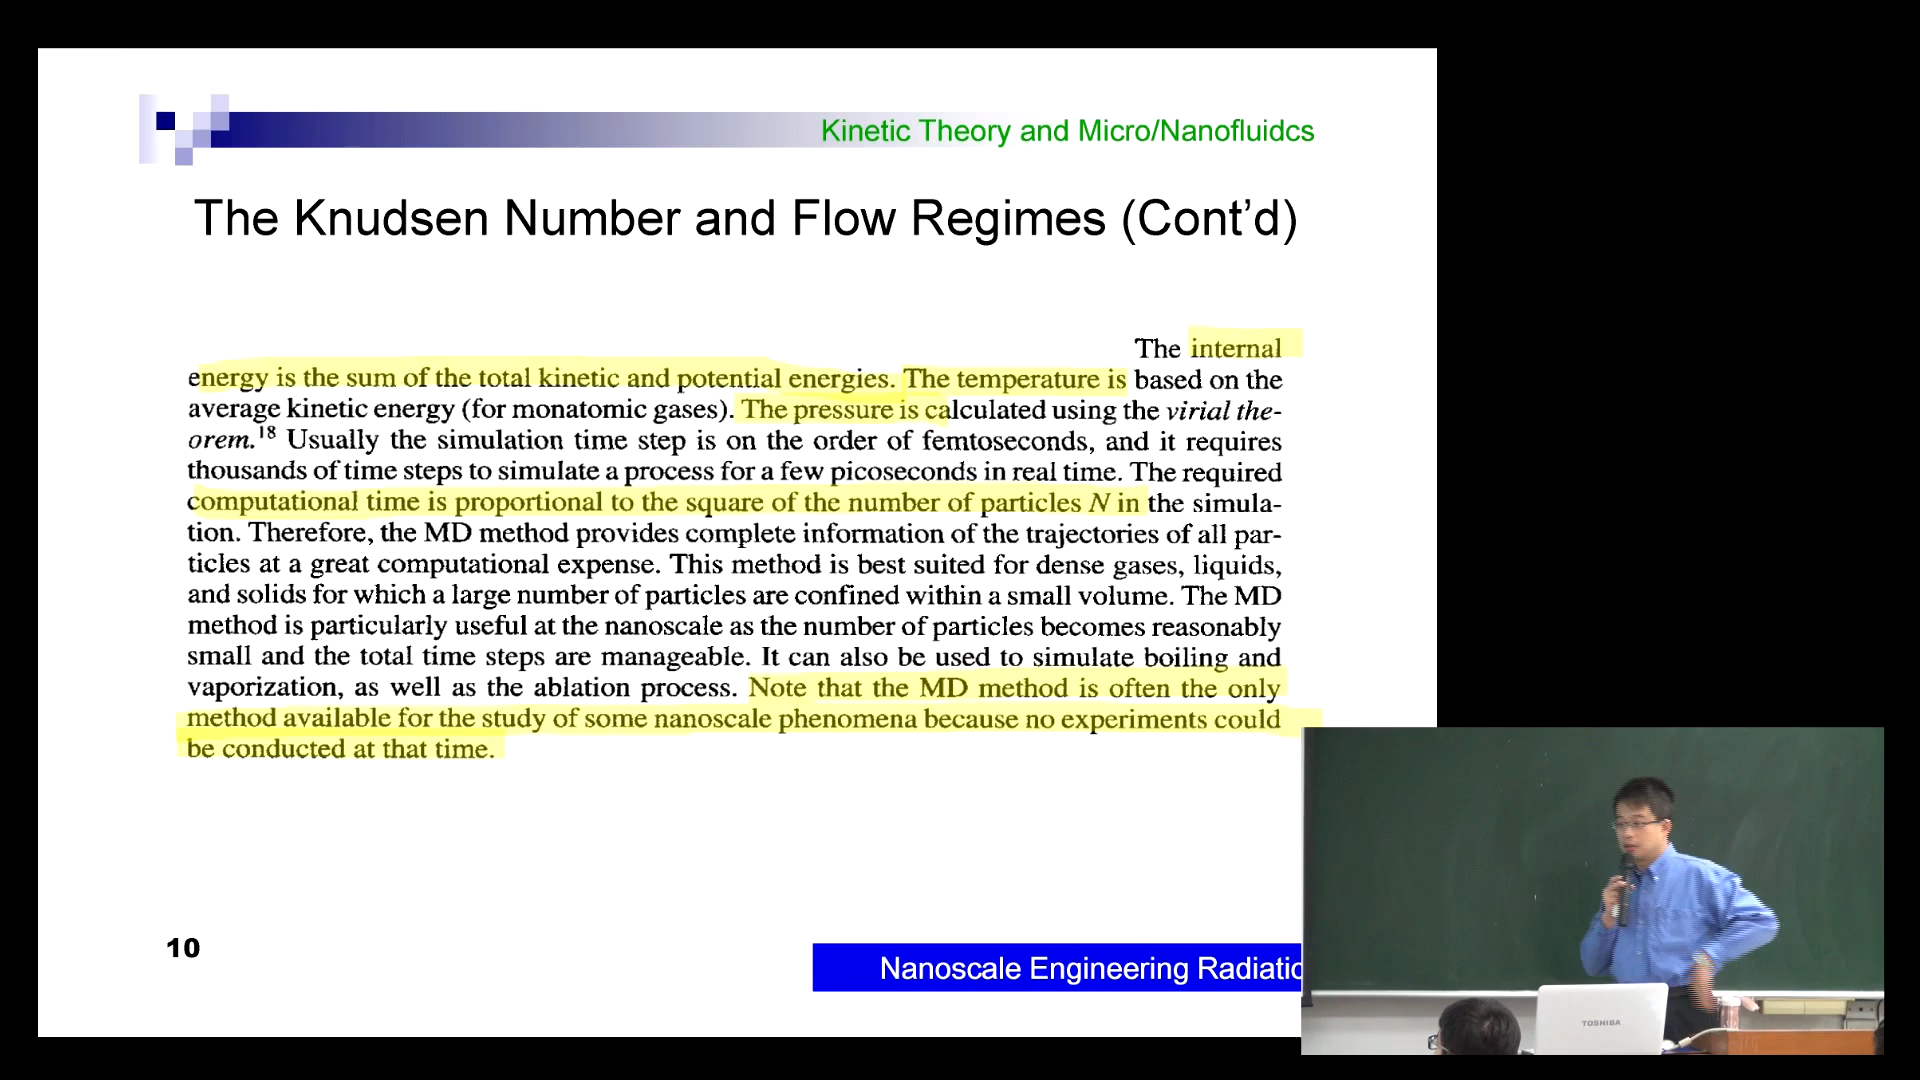 Kinetic Theory and Micro/Nanofluidcs
The Knudsen Number and Flow Regimes (Cont’d)
The internal
energy is the sum of the total kinetic and potential energies. The temperature is based on the
average kinetic energy (for monatomic gases). The pressure is calculated using the virial the-
orem.18 Usually the simulation time step is on the order of femtoseconds, and it requires
thousands of time steps to simulate a process for a few picoseconds in real time. The required
computational time is proportional to the square of the number of particles N in the simula-
tion. Therefore, the MD method provides complete information of the trajectories of all par-
ticles at a great computational expense. This method is best suited for dense gases, liquids,
and solids for which a large number of particles are confined within a small volume. The MD
method is particularly useful at the nanoscale as the number of particles becomes reasonably
small and the total time steps are manageable. It can also be used to simulate boiling and
vaporization, as well as the ablation process. Note that the MD method is often the only
method available for the study of some nanoscale phenomena because no experiments could
be conducted at that time.
10
Nanoscale Engineering Radiatio
TOSHIBA